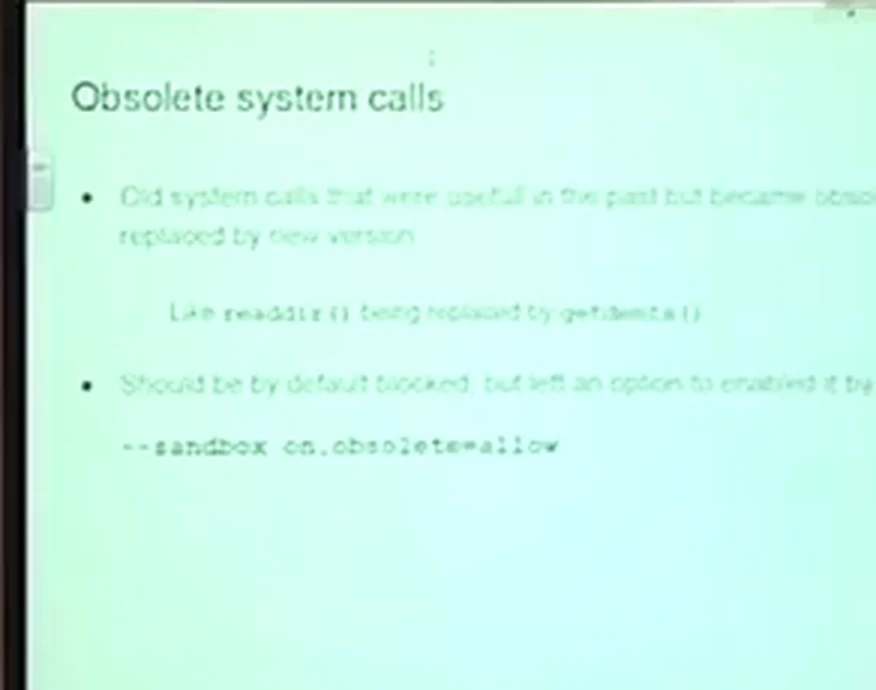 Obsolete system calls
Old system calls that were useful in the past but became obsol
replaced by new version
Like readdir() being replaced by getdents()
Should be by default blocked, but left an option to enabled it by
--sandbox on,obsolete=allow